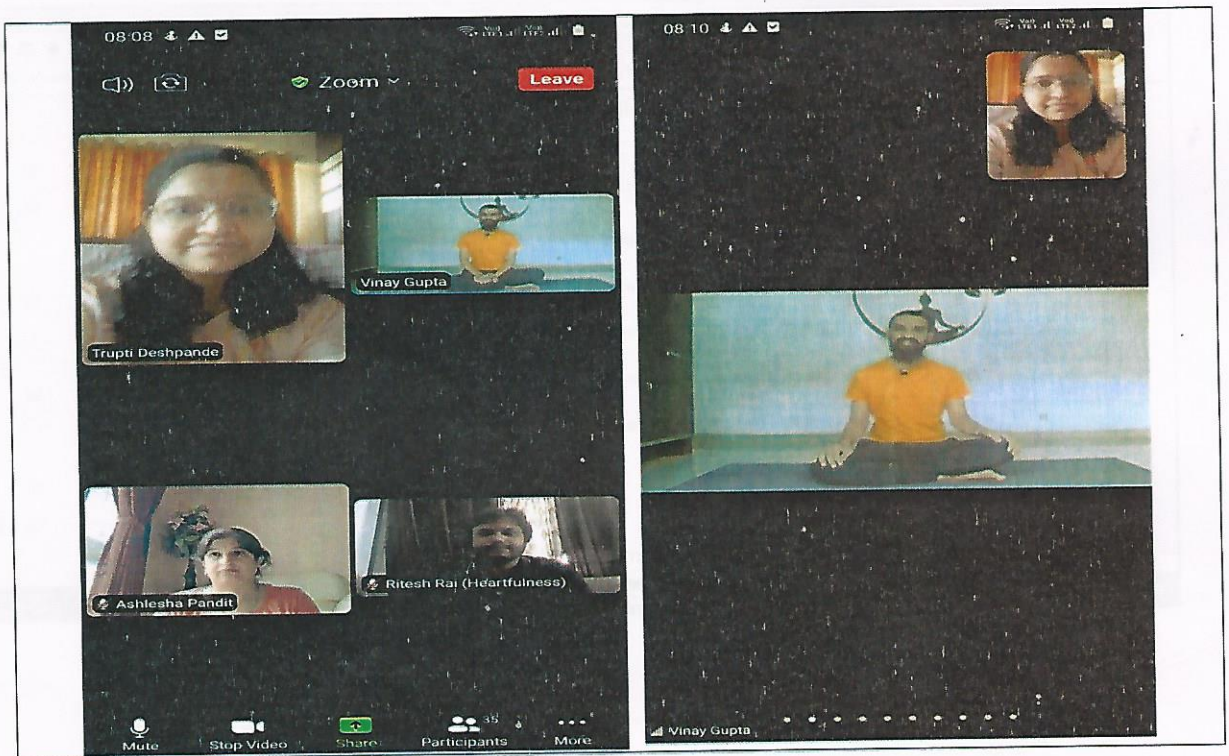 08:08
Zoom
Leave
Trupti Deshpande
Vinay Gupta
Ashlesha Pandit
Ritesh Rai (Heartfulness)
Mute
Stop Video
Share
35
Participants
More
08:10
Vinay Gupta